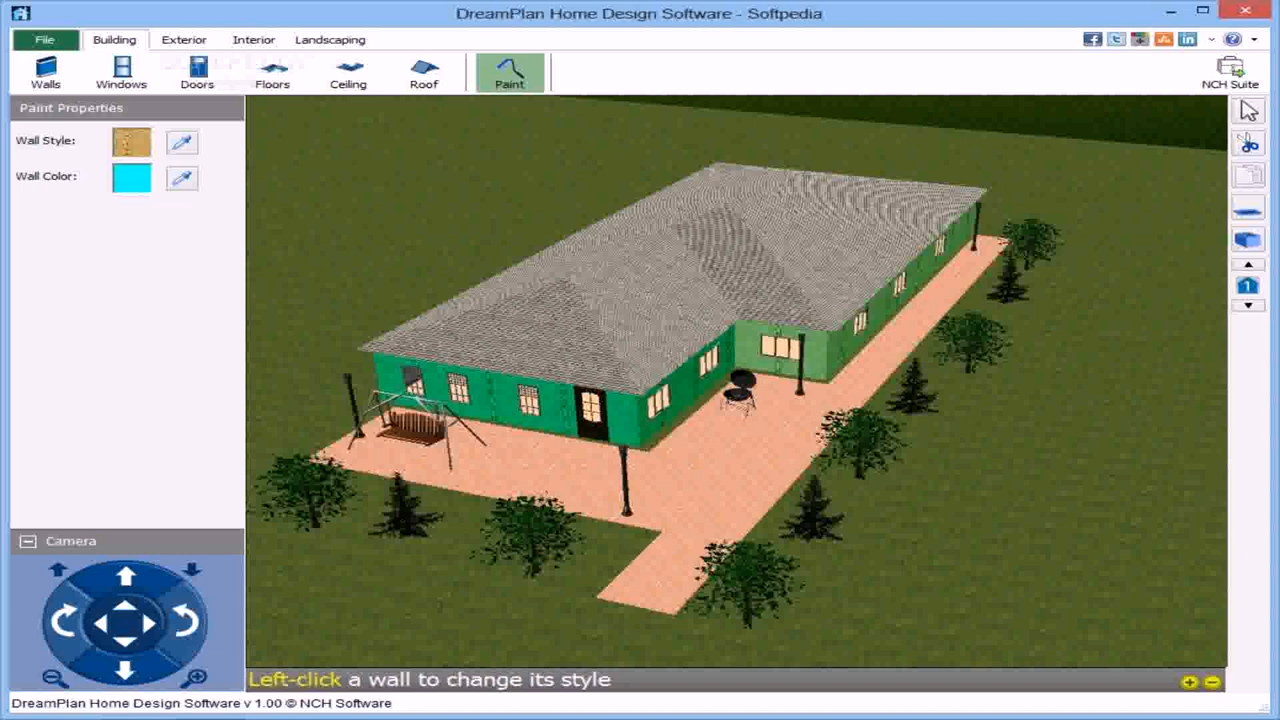 DreamPlan Home Design Software - Softpedia
File Building Exterior Interior Landscaping
Walls Windows Doors Floors Ceiling Roof Paint NCH Suite
Paint Properties
Wall Style:
Wall Color:
1
Camera
Left-click a wall to change its style
DreamPlan Home Design Software v 1.00 © NCH Software